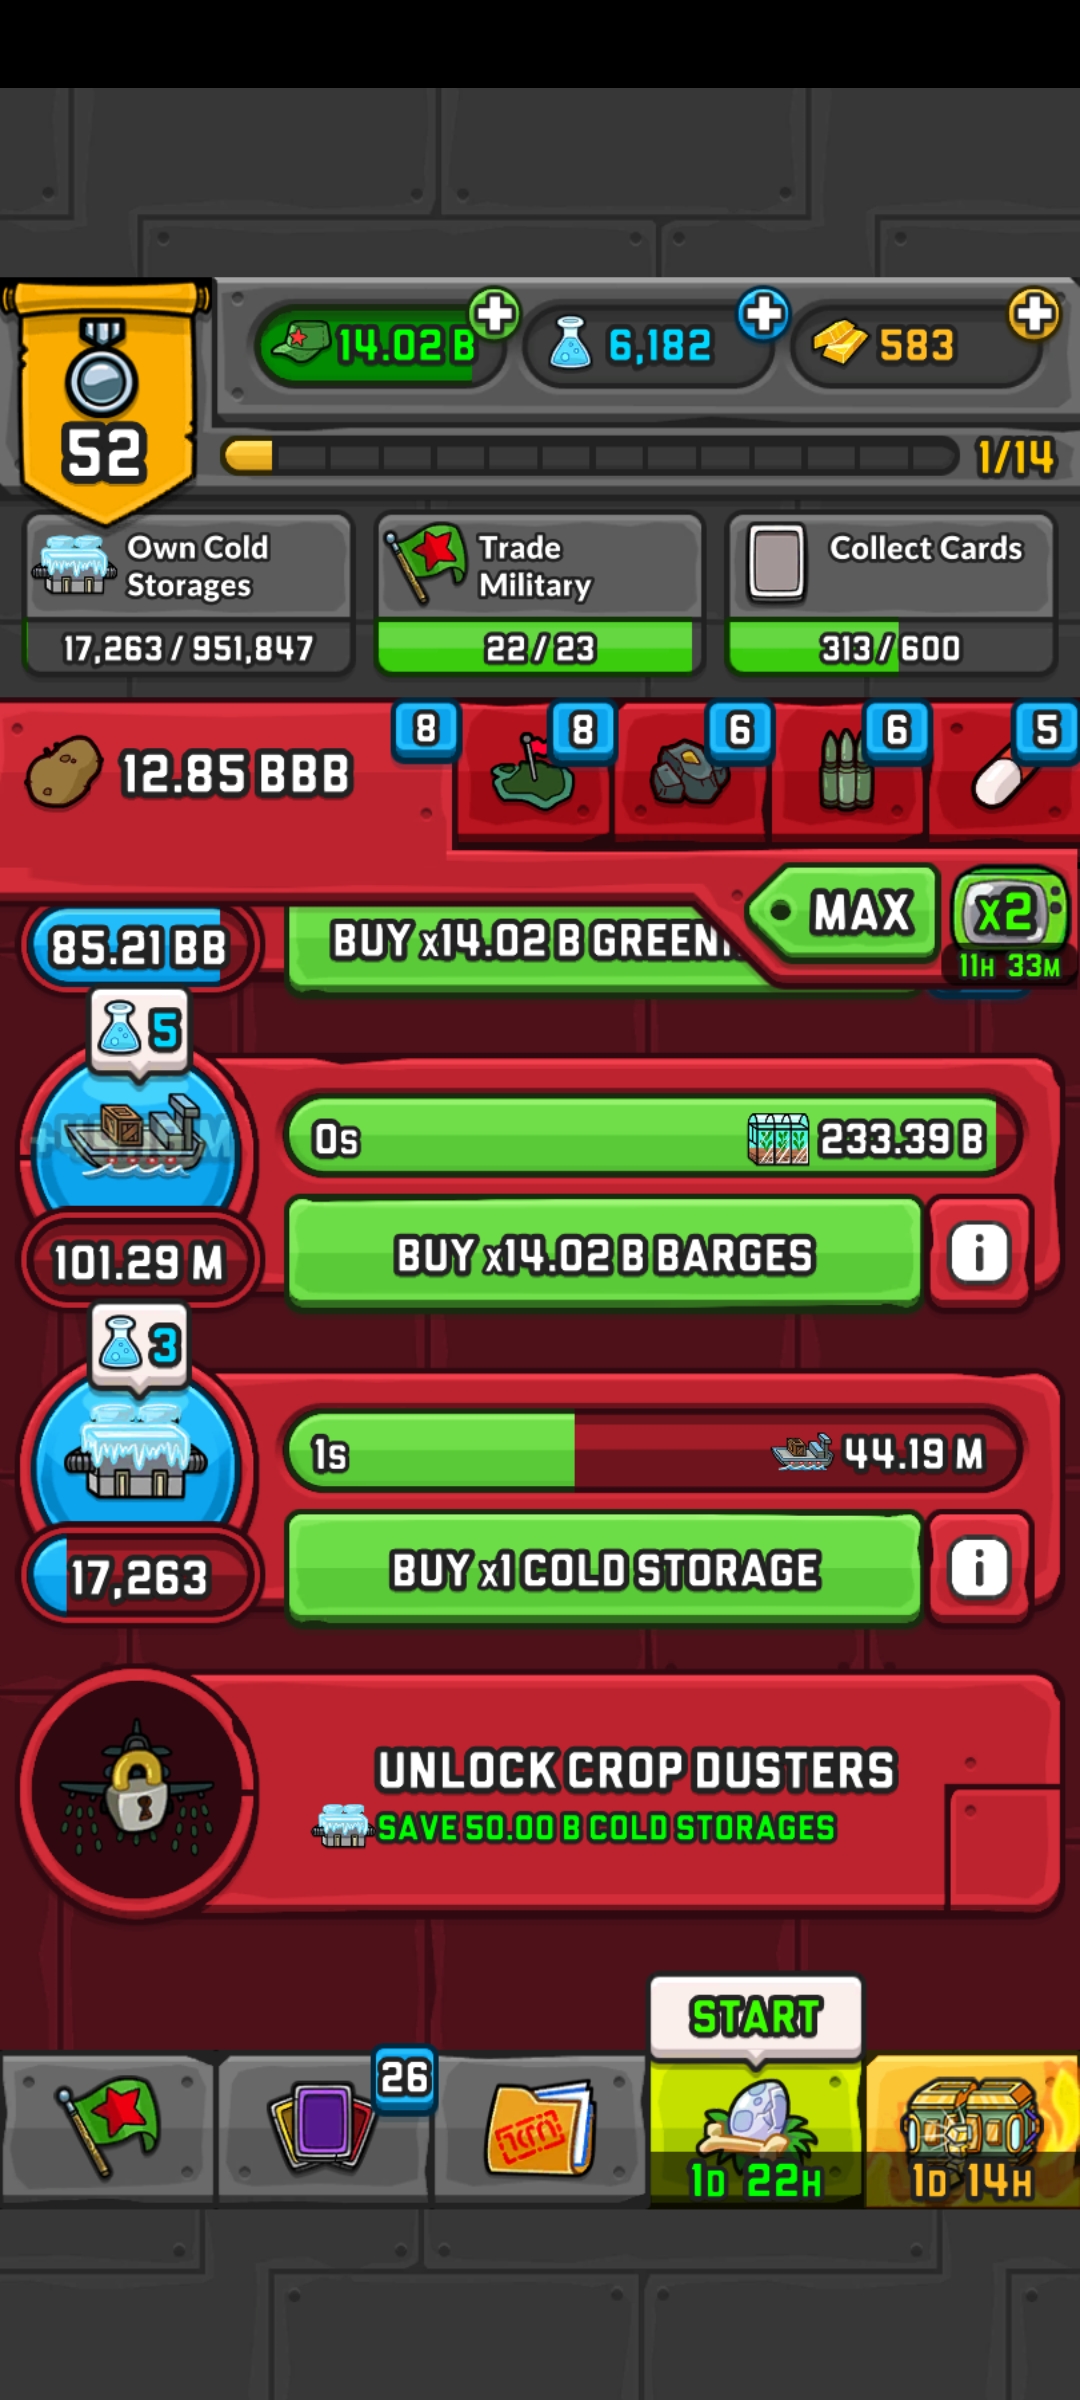 14.02 B
6,182
583
52
1/14
Own Cold
Storages
17,263 / 951,847
Trade
Military
22 / 23
Collect Cards
313 / 600
12.85 BBB
8
8
6
6
5
MAX
x2
11H 33M
85.21 BB
BUY x14.02 B
5
0s
233.39 B
101.29 M
BUY x14.02 B BARGES
i
3
1s
44.19 M
17,263
BUY x1 COLD STORAGE
i
UNLOCK CROP DUSTERS
SAVE 50.00 B COLD STORAGES
START
26
1D 22H
1D 14H